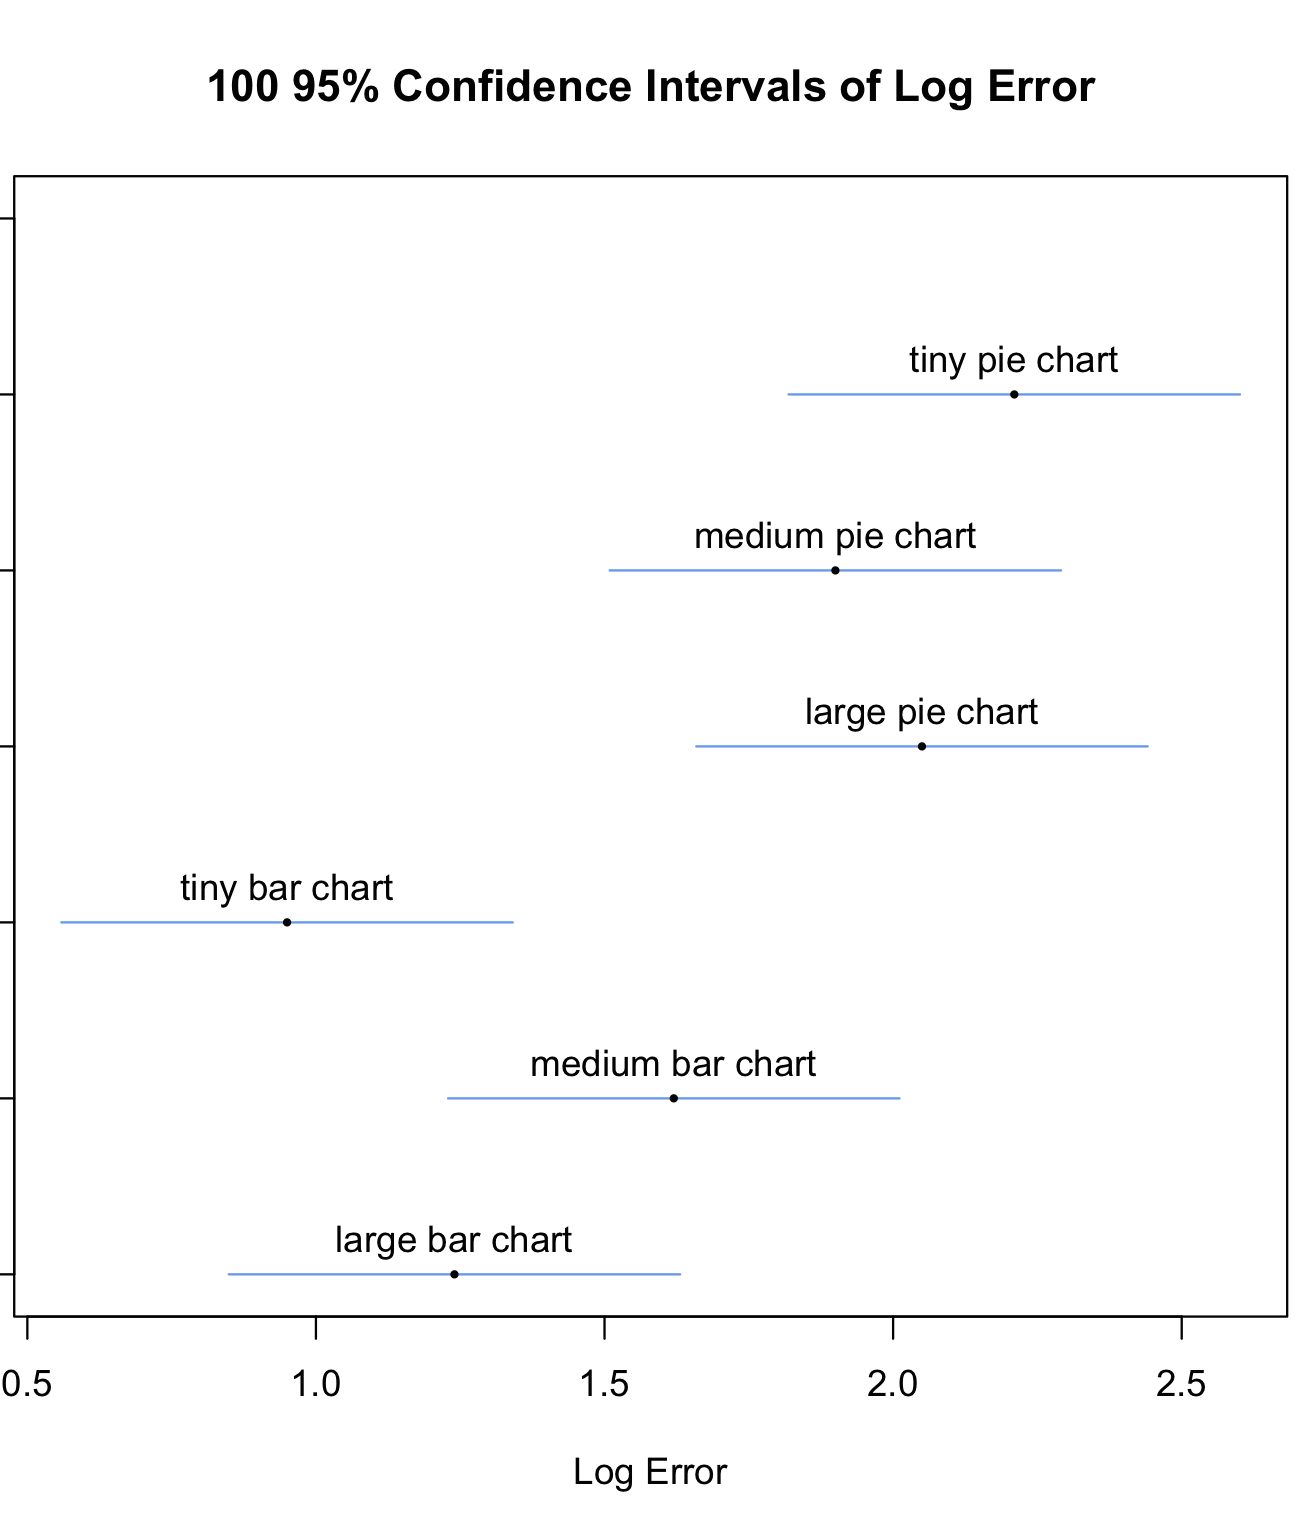 100 95% Confidence Intervals of Log Error
tiny pie chart
medium pie chart
large pie chart
tiny bar chart
medium bar chart
large bar chart
0.5 1.0 1.5 2.0 2.5
Log Error